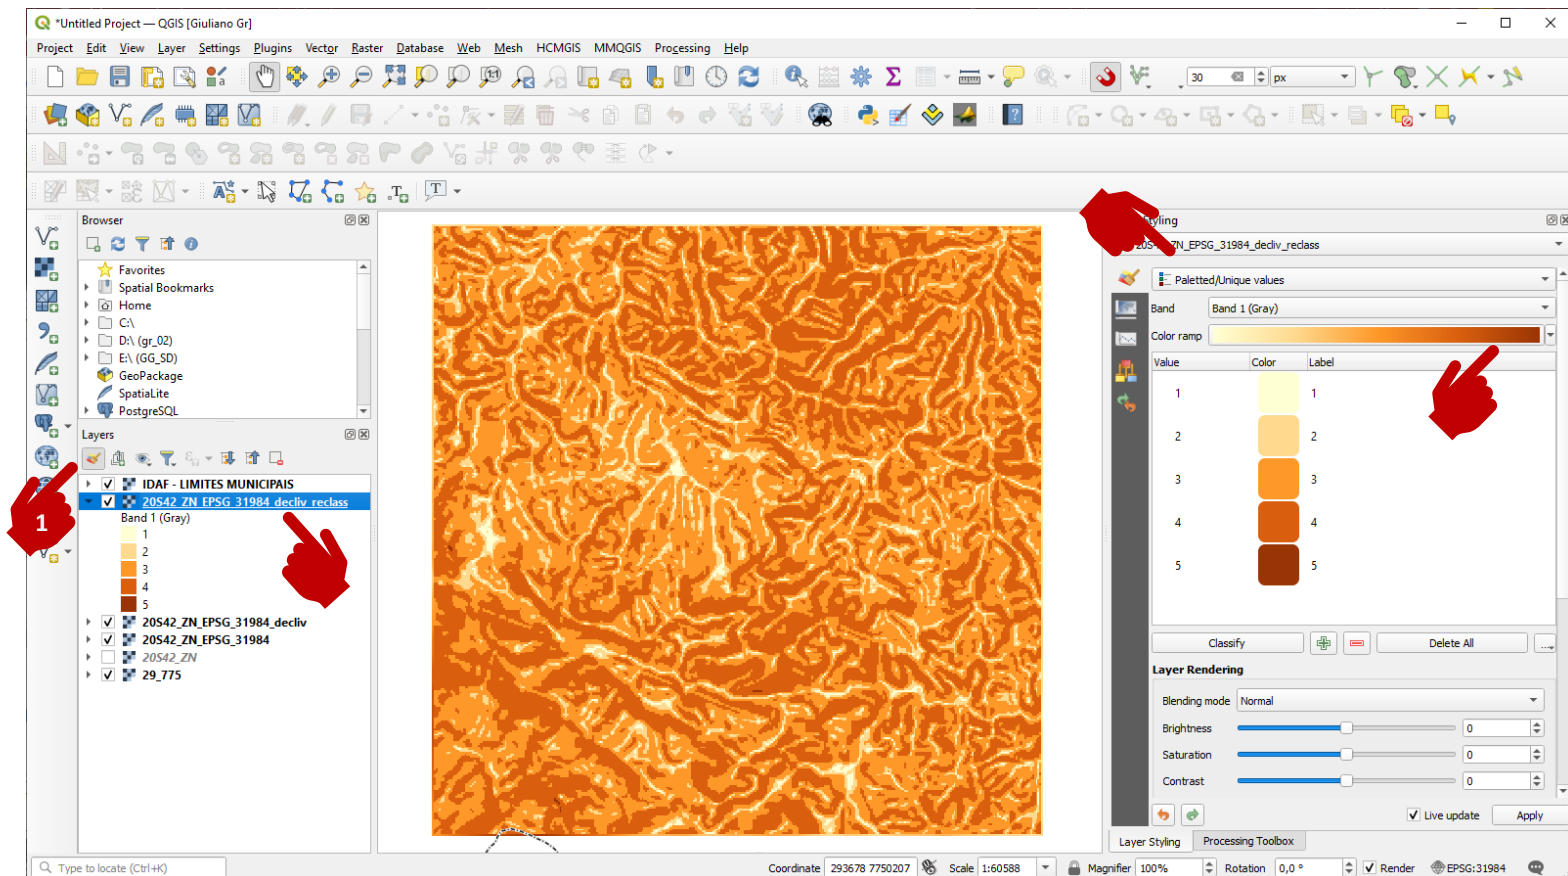 *Untitled Project — QGIS [Giuliano Gr]
Project Edit View Layer Settings Plugins Vector Raster Database Web Mesh HCMGIS MMQGIS Processing Help
1:1
30 px
T
Browser
Favorites
Spatial Bookmarks
Home
C:\
D:\ (gr_02)
E:\ (GG_SD)
GeoPackage
SpatiaLite
PostgreSQL
Layers
1
IDAF - LIMITES MUNICIPAIS
20S42_ZN_EPSG_31984_decliv_reclass
Band 1 (Gray)
1
2
3
4
5
20S42_ZN_EPSG_31984_decliv
20S42_ZN_EPSG_31984
20S42_ZN
29_775
Styling
ZN_EPSG_31984_decliv_reclass
Paletted/Unique values
Band Band 1 (Gray)
Color ramp
Value Color Label
1 1
2 2
3 3
4 4
5 5
Classify Delete All ...
Layer Rendering
Blending mode Normal
Brightness 0
Saturation 0
Contrast 0
Live update Apply
Layer Styling Processing Toolbox
Type to locate (Ctrl+K) Coordinate 293678 7750207 Scale 1:60588 Magnifier 100% Rotation 0,0 ° Render EPSG:31984